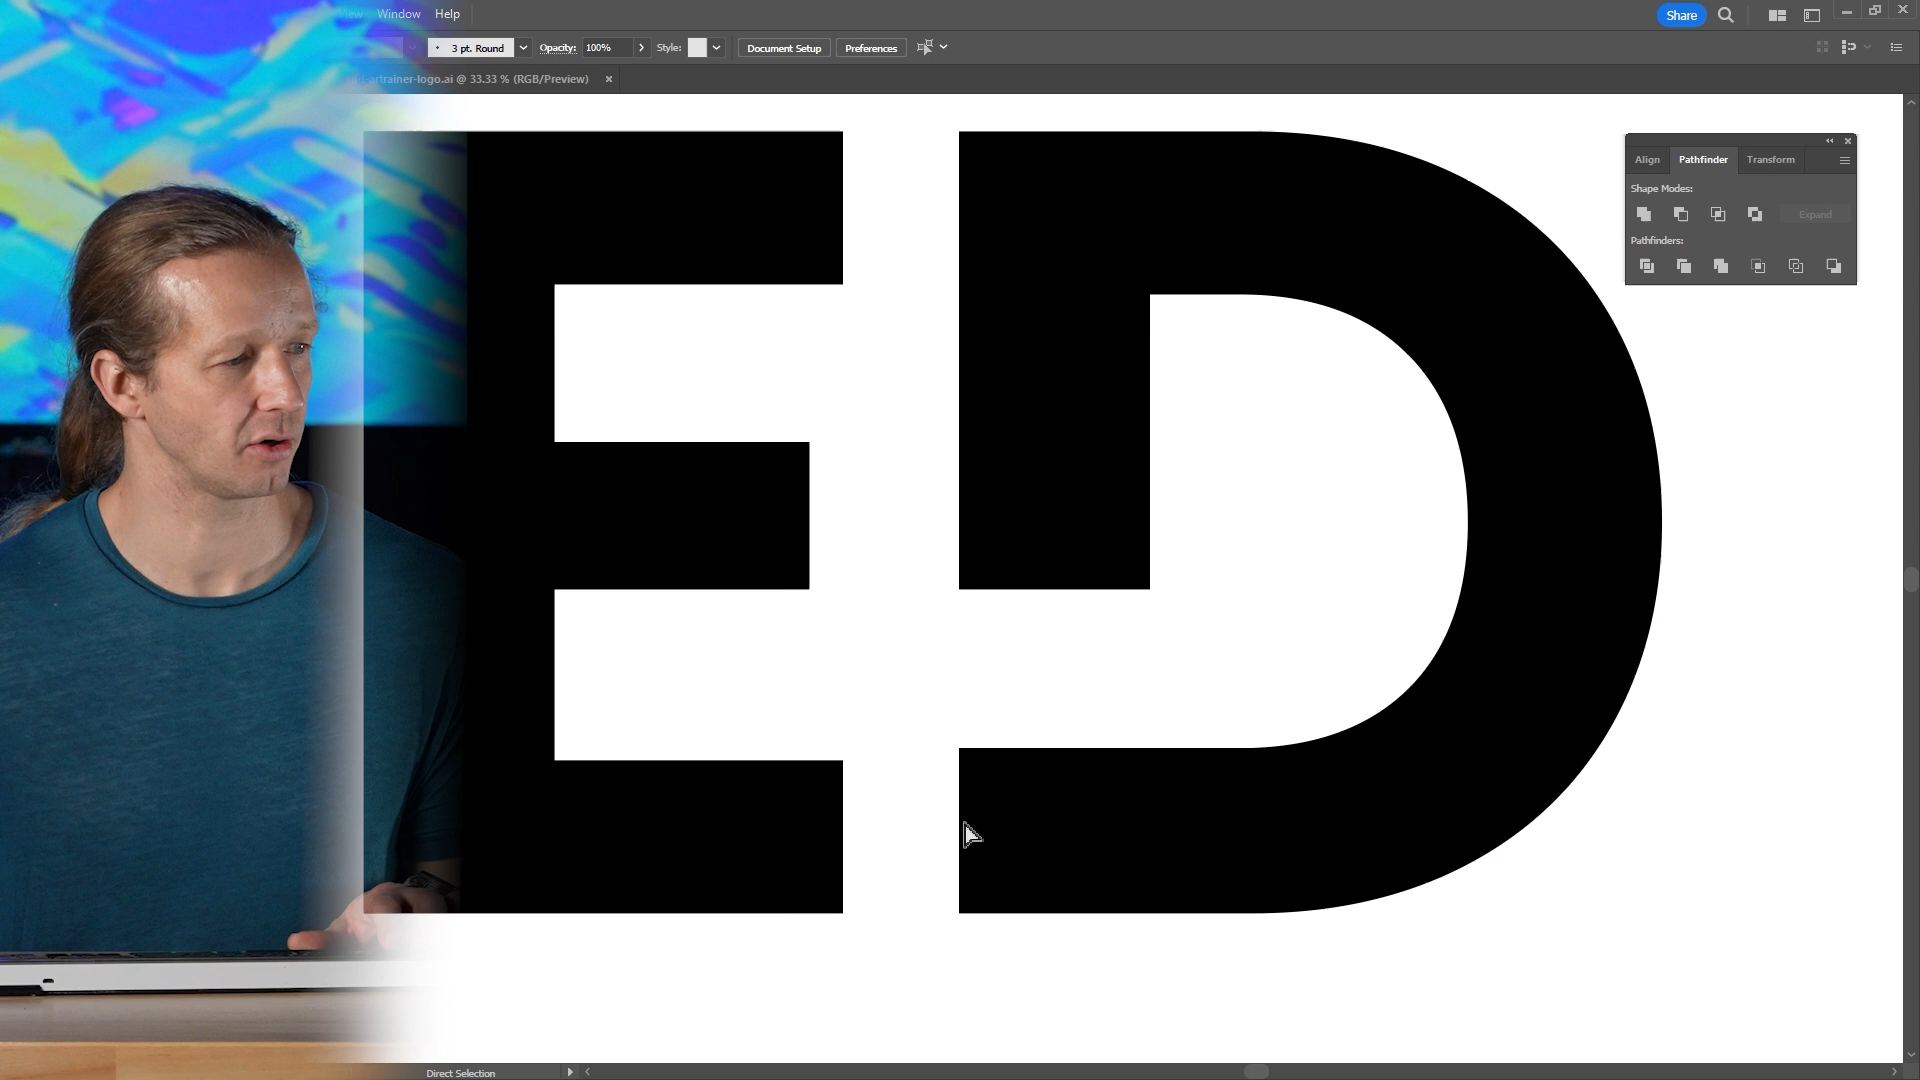 View Window Help
Share
3 pt. Round Opacity: 100% Style: Document Setup Preferences
-artrainer-logo.ai @ 33.33 % (RGB/Preview)
ED
Align Pathfinder Transform
Shape Modes:
Expand
Pathfinders:
Direct Selection